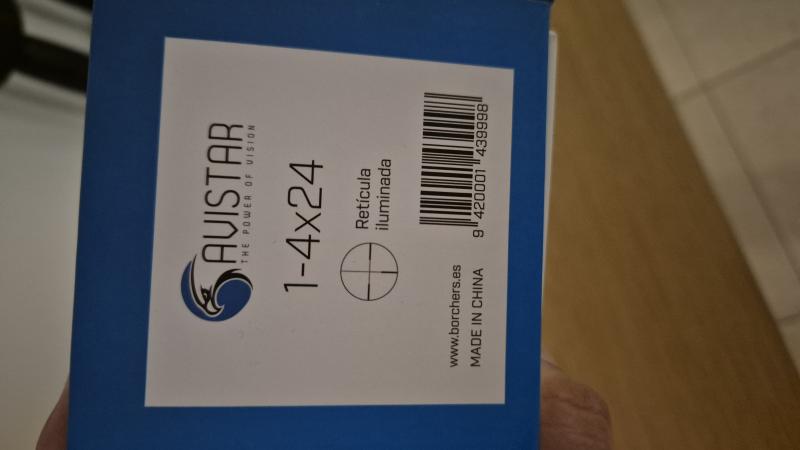 AVISTAR
THE POWER OF VISION
1-4x24
Retícula
iluminada
www.borchers.es
MADE IN CHINA
9 420001 439998